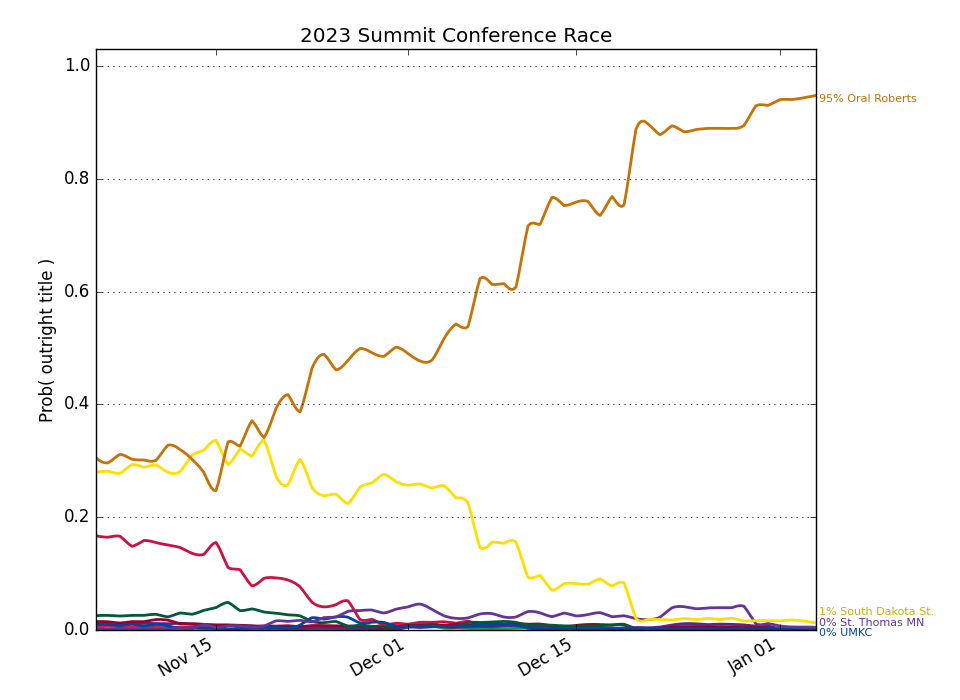 2023 Summit Conference Race
Prob( outright title )
1.0
0.8
0.6
0.4
0.2
0.0
Nov 15
Dec 01
Dec 15
Jan 01
95% Oral Roberts
1% South Dakota St.
0% St. Thomas MN
0% UMKC